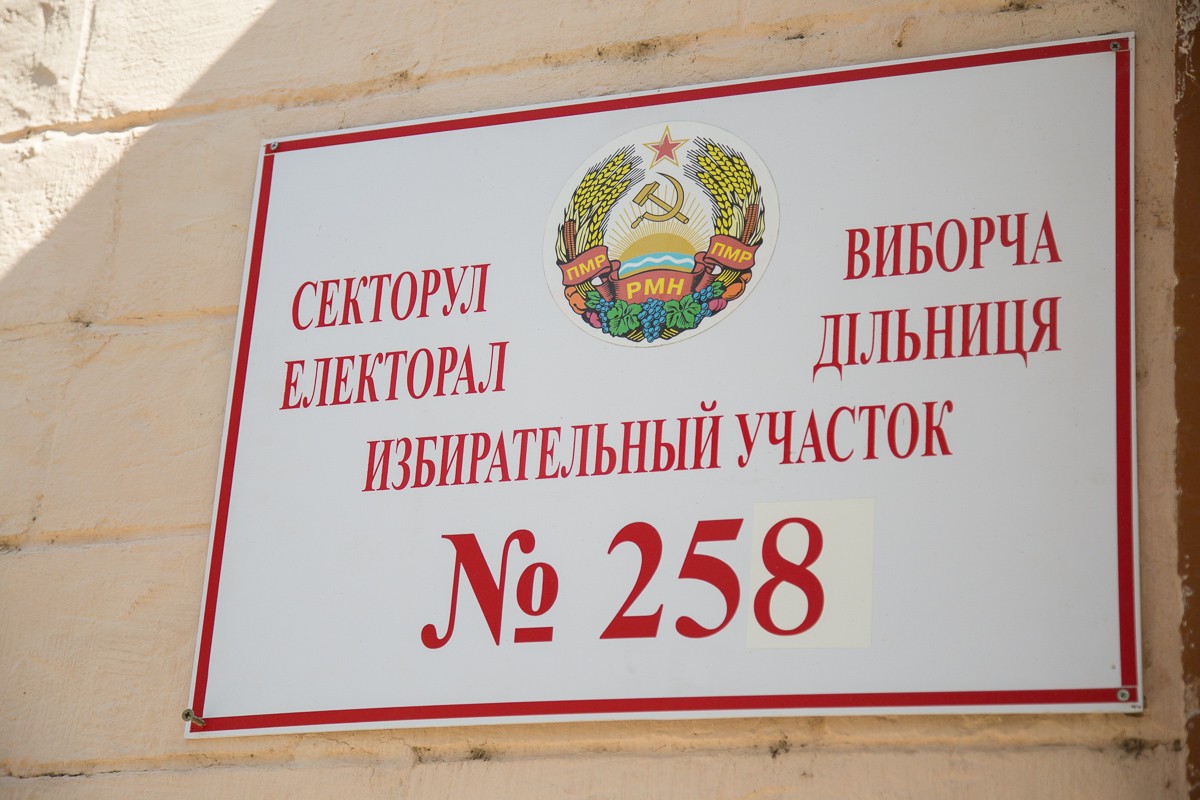 ПМР
ПМР
РМН
СЕКТОРУЛ
ЕЛЕКТОРАЛ
ВИБОРЧА
ДІЛЬНИЦЯ
ИЗБИРАТЕЛЬНЫЙ УЧАСТОК
№ 258